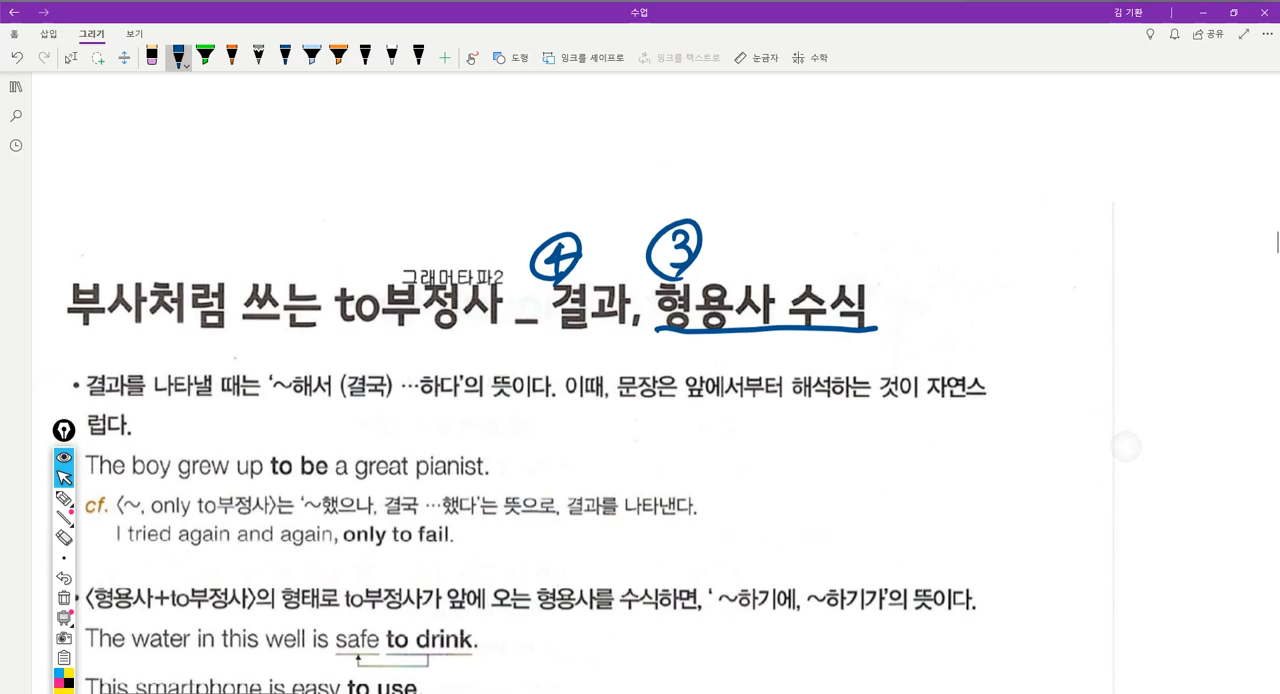 수업
김 기환
홈 삽입 그리기 보기
공유
도형 잉크를 셰이프로 잉크를 텍스트로 눈금자 수학
④ ③
그래머타파2
부사처럼 쓰는 to부정사 _ 결과, 형용사 수식
• 결과를 나타낼 때는 '~해서 (결국) …하다'의 뜻이다. 이때, 문장은 앞에서부터 해석하는 것이 자연스
럽다.
The boy grew up to be a great pianist.
cf. 〈~, only to부정사〉는 '~했으나, 결국 …했다'는 뜻으로, 결과를 나타낸다.
I tried again and again, only to fail.
• 〈형용사+to부정사〉의 형태로 to부정사가 앞에 오는 형용사를 수식하면, ' ~하기에, ~하기가'의 뜻이다.
The water in this well is safe to drink.
This smartphone is easy to use.